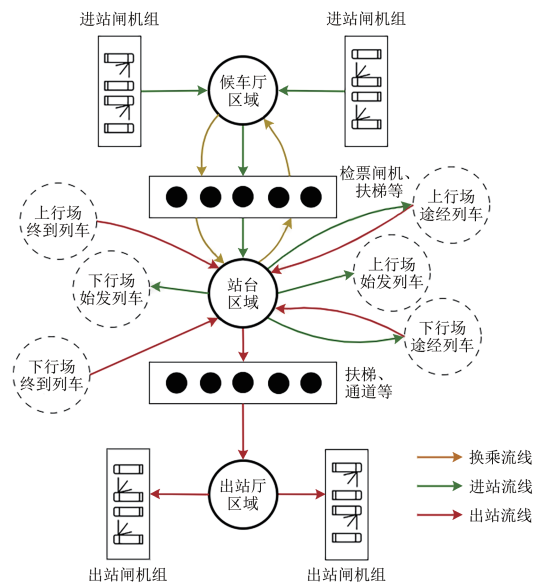 进站闸机组
进站闸机组
候车厅
区域
检票闸机、
扶梯等
上行场
途经列车
上行场
终到列车
上行场
始发列车
下行场
始发列车
站台
区域
下行场
途经列车
下行场
终到列车
扶梯、
通道等
换乘流线
进站流线
出站流线
出站厅
区域
出站闸机组
出站闸机组